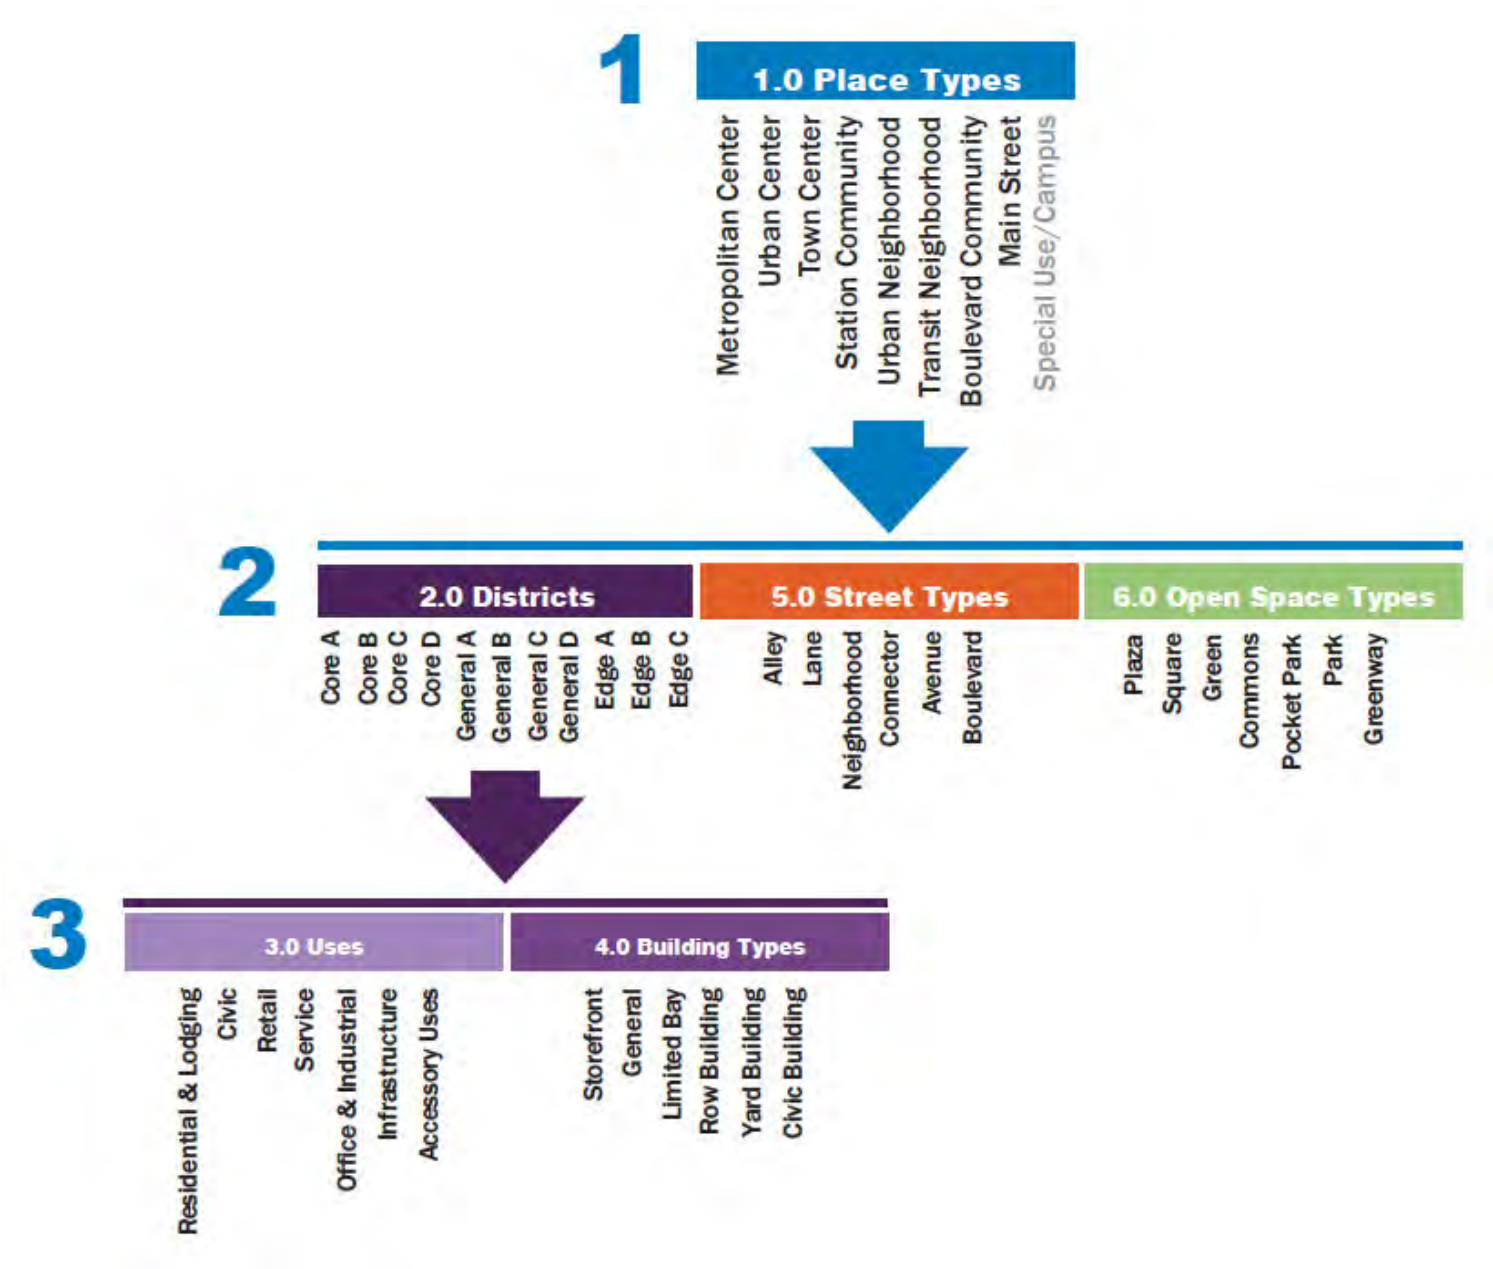 1
1.0 Place Types
Metropolitan Center
Urban Center
Town Center
Station Community
Urban Neighborhood
Transit Neighborhood
Boulevard Community
Main Street
Special Use/Campus
2
2.0 Districts
Core A
Core B
Core C
Core D
General A
General B
General C
General D
Edge A
Edge B
Edge C
5.0 Street Types
Alley
Lane
Neighborhood
Connector
Avenue
Boulevard
6.0 Open Space Types
Plaza
Square
Green
Commons
Pocket Park
Park
Greenway
3
3.0 Uses
Residential & Lodging
Civic
Retail
Service
Office & Industrial
Infrastructure
Accessory Uses
4.0 Building Types
Storefront
General
Limited Bay
Row Building
Yard Building
Civic Building